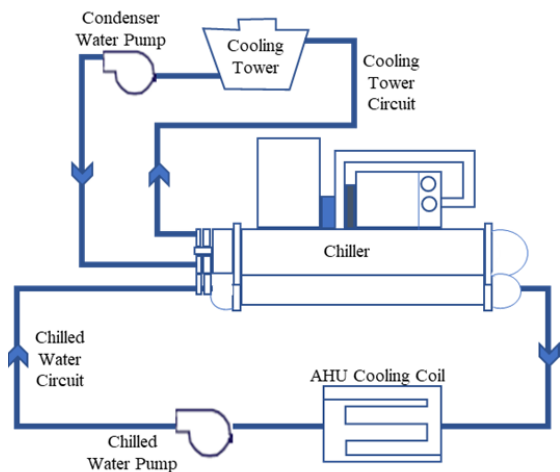 Condenser
Water Pump
Cooling
Tower
Cooling
Tower
Circuit
Chiller
Chilled
Water
Circuit
AHU Cooling Coil
Chilled
Water Pump